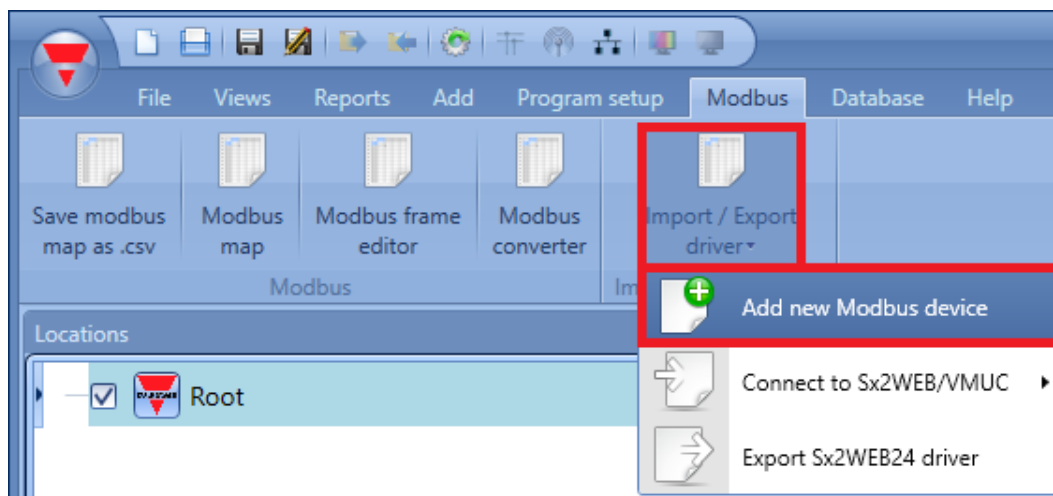 File Views Reports Add Program setup Modbus Database Help
Save modbus map as .csv
Modbus map
Modbus frame editor
Modbus converter
Import / Export driver
Modbus
Im
Add new Modbus device
Connect to Sx2WEB/VMUC
Export Sx2WEB24 driver
Locations
Root